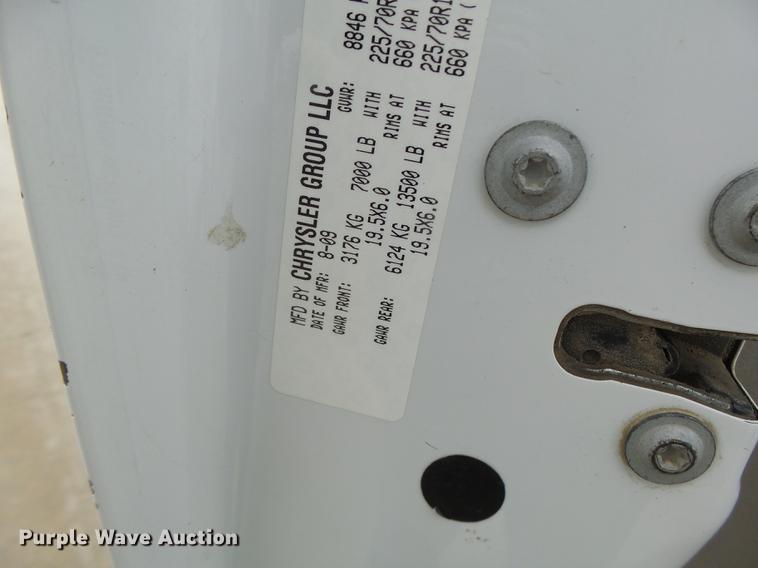 MFD BY CHRYSLER GROUP LLC
DATE OF MFR: 8-09 GVWR: 8846
GAWR FRONT: 3176 KG 7000 LB WITH 225/70R
19.5X6.0 RIMS AT 660 KPA (
GAWR REAR: 6124 KG 13500 LB WITH 225/70R1
19.5X6.0 RIMS AT 660 KPA (
Purple Wave Auction